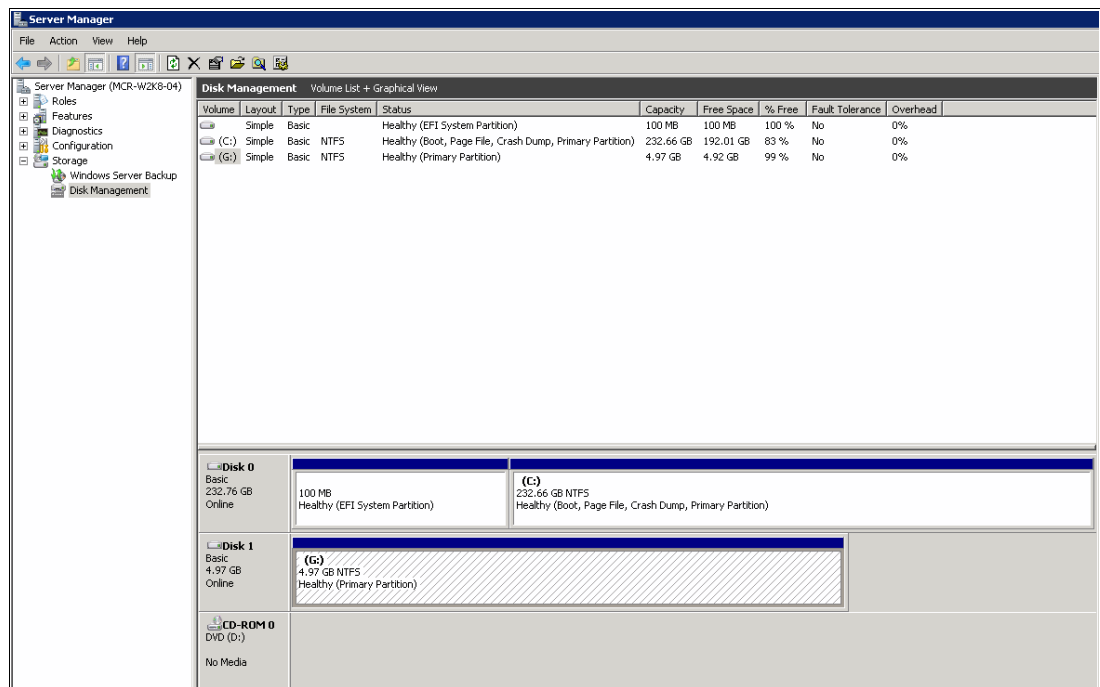 Server Manager
File Action View Help
Server Manager (MCR-W2K8-04)
Roles
Features
Diagnostics
Configuration
Storage
Windows Server Backup
Disk Management
Disk Management Volume List + Graphical View
Volume Layout Type File System Status Capacity Free Space % Free Fault Tolerance Overhead
Simple Basic Healthy (EFI System Partition) 100 MB 100 MB 100 % No 0%
(C:) Simple Basic NTFS Healthy (Boot, Page File, Crash Dump, Primary Partition) 232.66 GB 192.01 GB 83 % No 0%
(G:) Simple Basic NTFS Healthy (Primary Partition) 4.97 GB 4.92 GB 99 % No 0%
Disk 0
Basic
232.76 GB
Online
100 MB
Healthy (EFI System Partition)
(C:)
232.66 GB NTFS
Healthy (Boot, Page File, Crash Dump, Primary Partition)
Disk 1
Basic
4.97 GB
Online
(G:)
4.97 GB NTFS
Healthy (Primary Partition)
CD-ROM 0
DVD (D:)
No Media